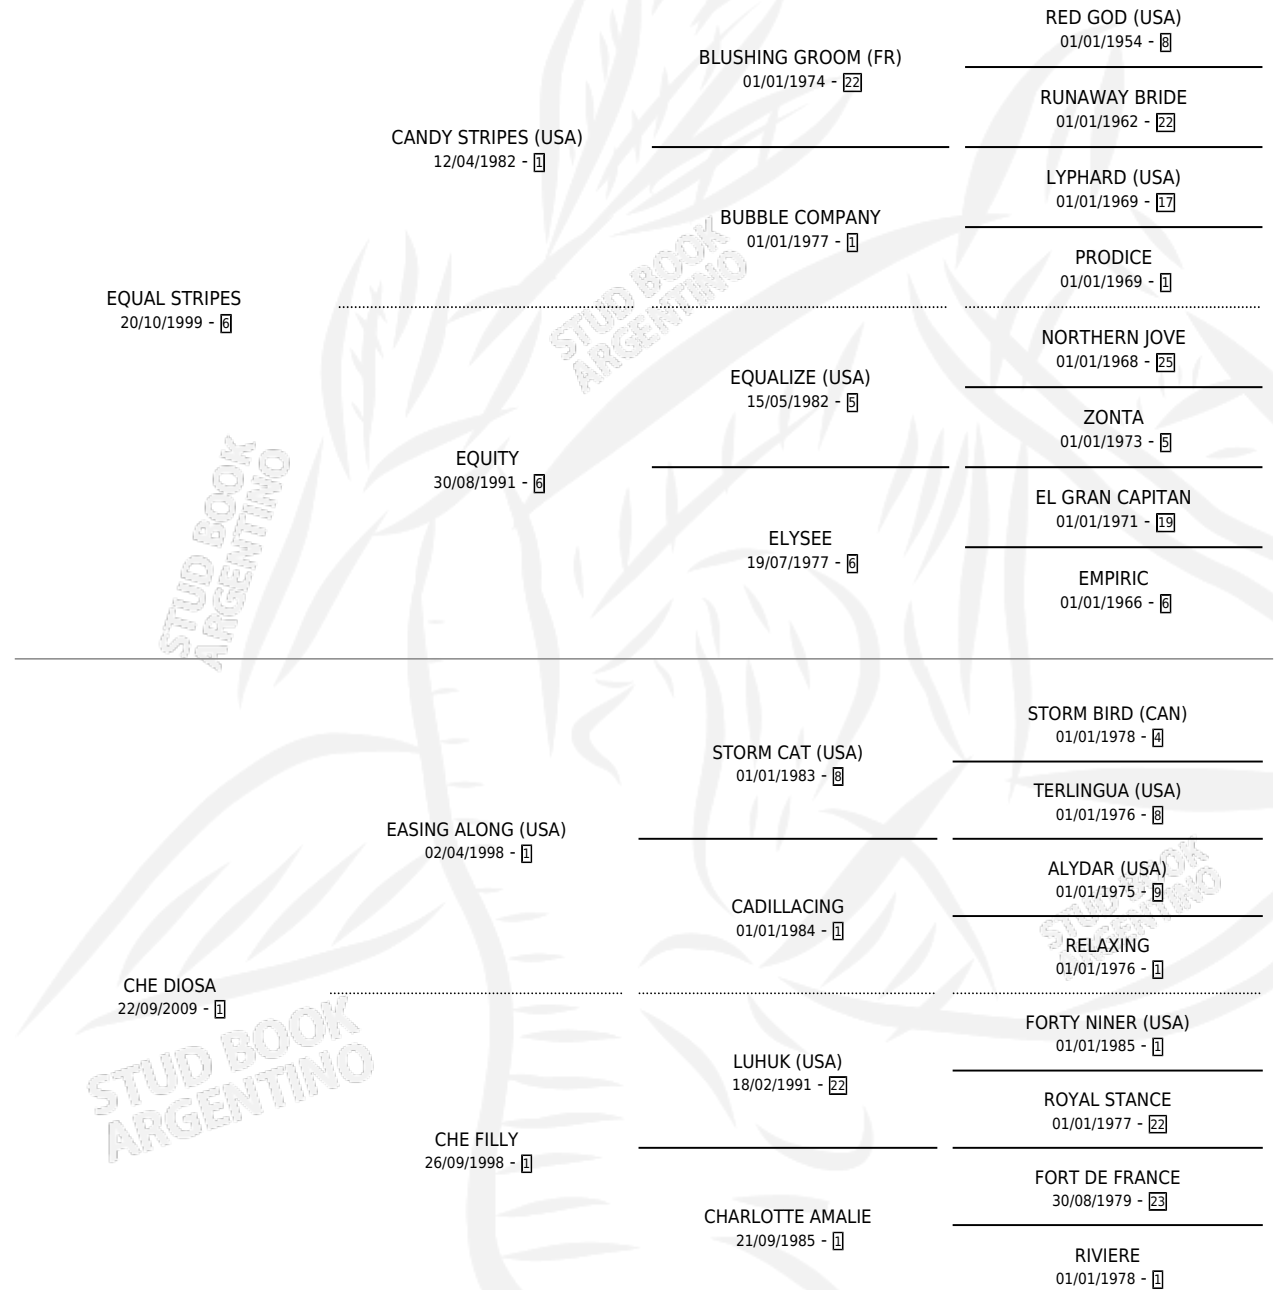 RED GOD (USA)
01/01/1954 - 8
BLUSHING GROOM (FR)
01/01/1974 - 22
RUNAWAY BRIDE
01/01/1962 - 22
CANDY STRIPES (USA)
12/04/1982 - 1
LYPHARD (USA)
01/01/1969 - 17
BUBBLE COMPANY
01/01/1977 - 1
PRODICE
01/01/1969 - 1
EQUAL STRIPES
20/10/1999 - 6
NORTHERN JOVE
01/01/1968 - 25
EQUALIZE (USA)
15/05/1982 - 5
ZONTA
01/01/1973 - 5
EQUITY
30/08/1991 - 6
EL GRAN CAPITAN
01/01/1971 - 19
ELYSEE
19/07/1977 - 6
EMPIRIC
01/01/1966 - 6
STORM BIRD (CAN)
01/01/1978 - 4
STORM CAT (USA)
01/01/1983 - 8
TERLINGUA (USA)
01/01/1976 - 8
EASING ALONG (USA)
02/04/1998 - 1
ALYDAR (USA)
01/01/1975 - 9
CADILLACING
01/01/1984 - 1
RELAXING
01/01/1976 - 1
CHE DIOSA
22/09/2009 - 1
FORTY NINER (USA)
01/01/1985 - 1
LUHUK (USA)
18/02/1991 - 22
ROYAL STANCE
01/01/1977 - 22
CHE FILLY
26/09/1998 - 1
FORT DE FRANCE
30/08/1979 - 23
CHARLOTTE AMALIE
21/09/1985 - 1
RIVIERE
01/01/1978 - 1
STUD BOOK
ARGENTINO
STUD BOOK
ARGENTINO
STUD BOOK
ARGENTINO
STUD BOOK
ARGENTINO